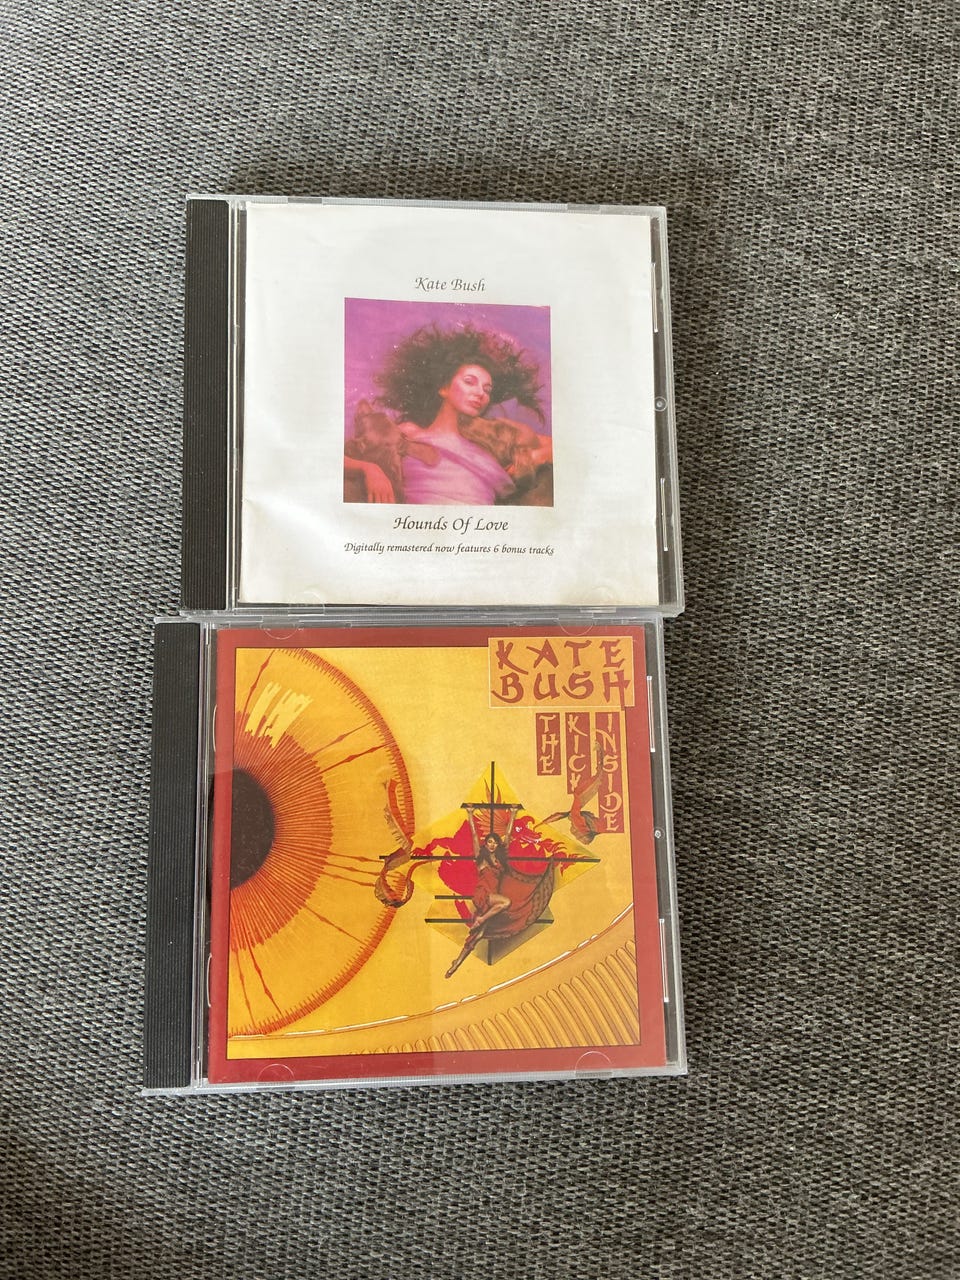 Kate Bush
Hounds Of Love
Digitally remastered now features 6 bonus tracks
KATE
BUSH
THE
KICK
INSIDE